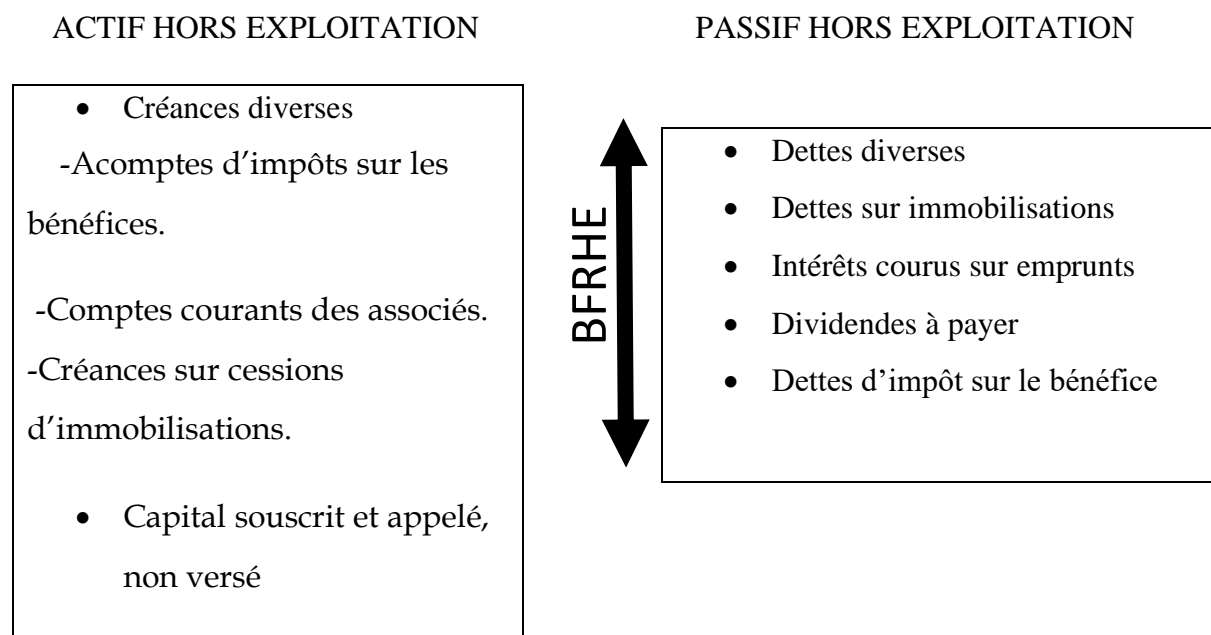 ACTIF HORS EXPLOITATION
PASSIF HORS EXPLOITATION
• Créances diverses
-Acomptes d’impôts sur les
bénéfices.
-Comptes courants des associés.
-Créances sur cessions
d’immobilisations.
• Capital souscrit et appelé,
non versé
BFRHE
• Dettes diverses
• Dettes sur immobilisations
• Intérêts courus sur emprunts
• Dividendes à payer
• Dettes d’impôt sur le bénéfice